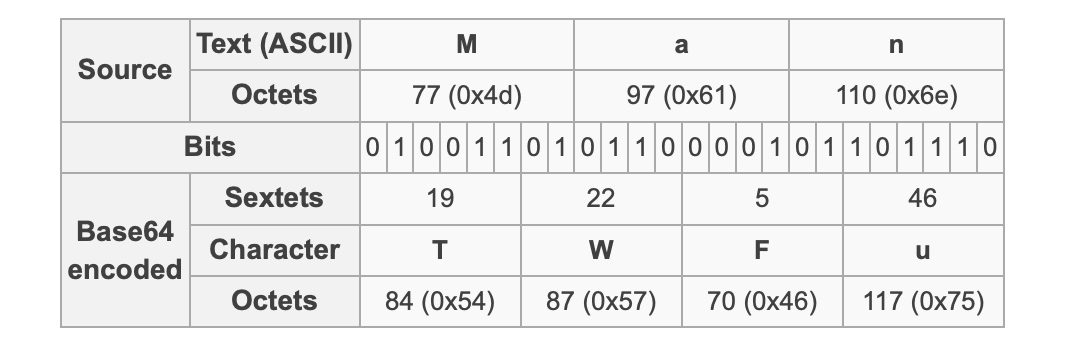 Source Text (ASCII) M a n
Octets 77 (0x4d) 97 (0x61) 110 (0x6e)
Bits 0 1 0 0 1 1 0 1 0 1 1 0 0 0 0 1 0 1 1 0 1 1 1 0
Base64 encoded Sextets 19 22 5 46
Character T W F u
Octets 84 (0x54) 87 (0x57) 70 (0x46) 117 (0x75)